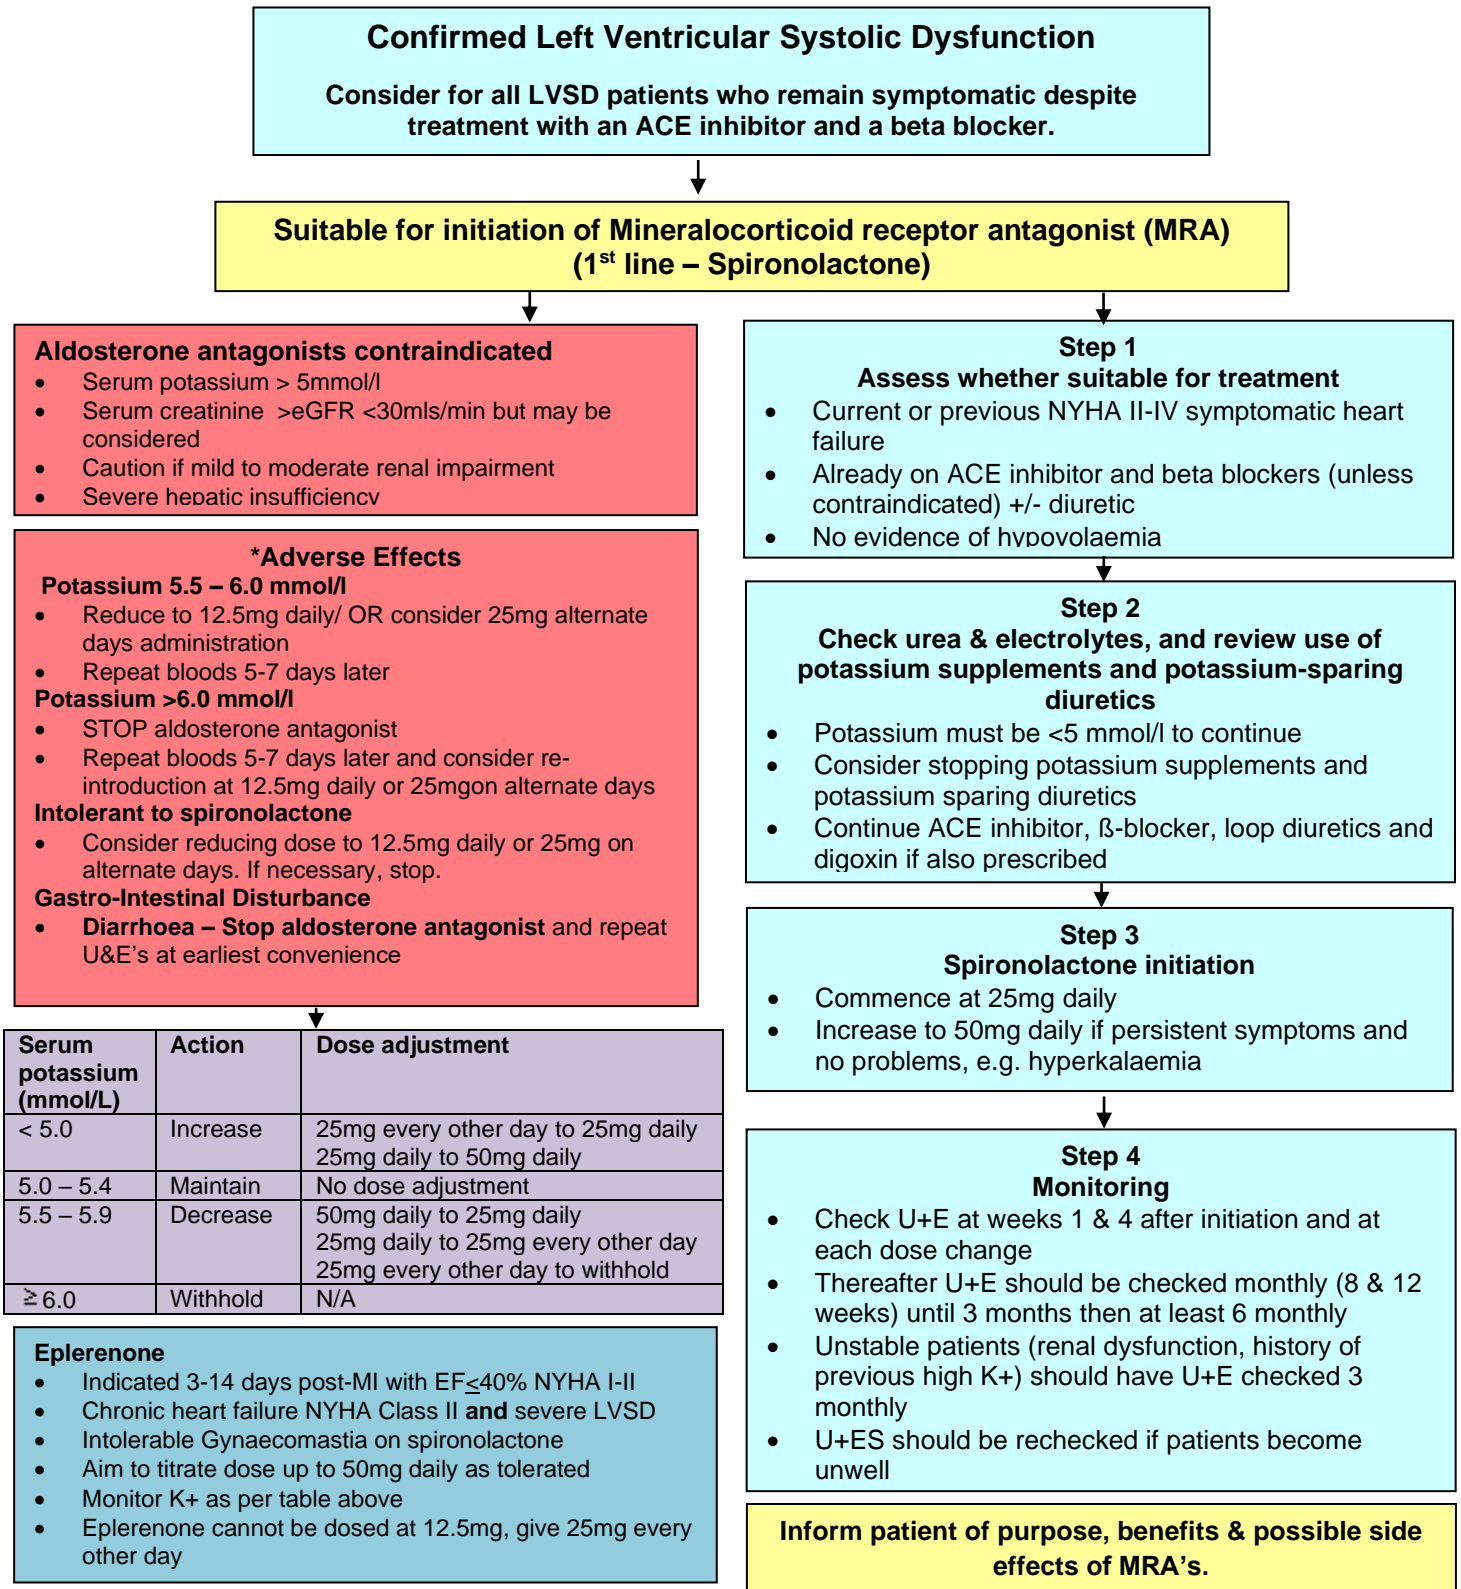 Confirmed Left Ventricular Systolic Dysfunction
Consider for all LVSD patients who remain symptomatic despite
treatment with an ACE inhibitor and a beta blocker.
Suitable for initiation of Mineralocorticoid receptor antagonist (MRA)
(1st line – Spironolactone)
Aldosterone antagonists contraindicated
• Serum potassium > 5mmol/l
• Serum creatinine >eGFR <30mls/min but may be
considered
• Caution if mild to moderate renal impairment
• Severe hepatic insufficiency
*Adverse Effects
Potassium 5.5 – 6.0 mmol/l
• Reduce to 12.5mg daily/ OR consider 25mg alternate
days administration
• Repeat bloods 5-7 days later
Potassium >6.0 mmol/l
• STOP aldosterone antagonist
• Repeat bloods 5-7 days later and consider re-
introduction at 12.5mg daily or 25mgon alternate days
Intolerant to spironolactone
• Consider reducing dose to 12.5mg daily or 25mg on
alternate days. If necessary, stop.
Gastro-Intestinal Disturbance
• Diarrhoea – Stop aldosterone antagonist and repeat
U&E's at earliest convenience
Serum potassium (mmol/L) Action Dose adjustment
< 5.0 Increase 25mg every other day to 25mg daily
25mg daily to 50mg daily
5.0 – 5.4 Maintain No dose adjustment
5.5 – 5.9 Decrease 50mg daily to 25mg daily
25mg daily to 25mg every other day
25mg every other day to withhold
≥ 6.0 Withhold N/A
Eplerenone
• Indicated 3-14 days post-MI with EF≤40% NYHA I-II
• Chronic heart failure NYHA Class II and severe LVSD
• Intolerable Gynaecomastia on spironolactone
• Aim to titrate dose up to 50mg daily as tolerated
• Monitor K+ as per table above
• Eplerenone cannot be dosed at 12.5mg, give 25mg every
other day
Step 1
Assess whether suitable for treatment
• Current or previous NYHA II-IV symptomatic heart
failure
• Already on ACE inhibitor and beta blockers (unless
contraindicated) +/- diuretic
• No evidence of hypovolaemia
Step 2
Check urea & electrolytes, and review use of
potassium supplements and potassium-sparing
diuretics
• Potassium must be <5 mmol/l to continue
• Consider stopping potassium supplements and
potassium sparing diuretics
• Continue ACE inhibitor, ß-blocker, loop diuretics and
digoxin if also prescribed
Step 3
Spironolactone initiation
• Commence at 25mg daily
• Increase to 50mg daily if persistent symptoms and
no problems, e.g. hyperkalaemia
Step 4
Monitoring
• Check U+E at weeks 1 & 4 after initiation and at
each dose change
• Thereafter U+E should be checked monthly (8 & 12
weeks) until 3 months then at least 6 monthly
• Unstable patients (renal dysfunction, history of
previous high K+) should have U+E checked 3
monthly
• U+ES should be rechecked if patients become
unwell
Inform patient of purpose, benefits & possible side
effects of MRA's.